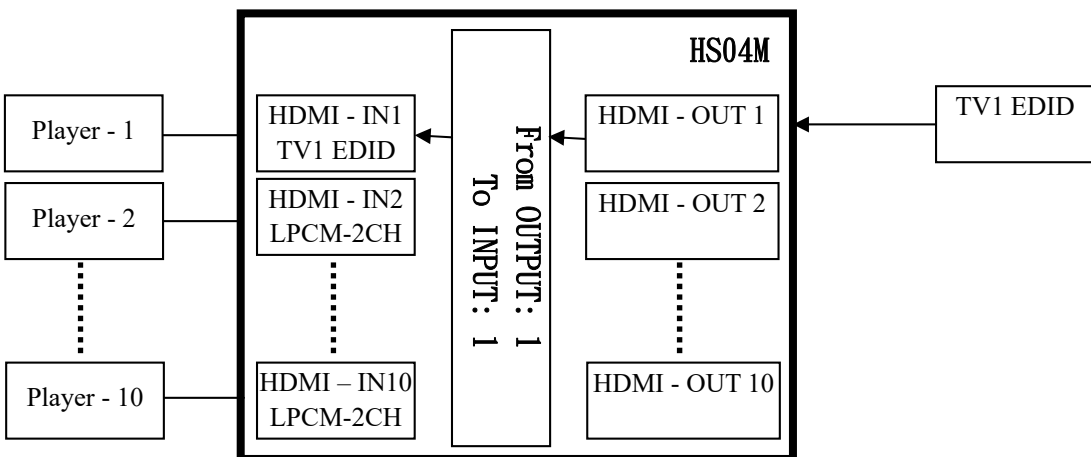 HS04M
Player - 1
HDMI - IN1
TV1 EDID
From OUTPUT: 1
To INPUT: 1
HDMI - OUT 1
TV1 EDID
Player - 2
HDMI - IN2
LPCM-2CH
HDMI - OUT 2
Player - 10
HDMI – IN10
LPCM-2CH
HDMI - OUT 10